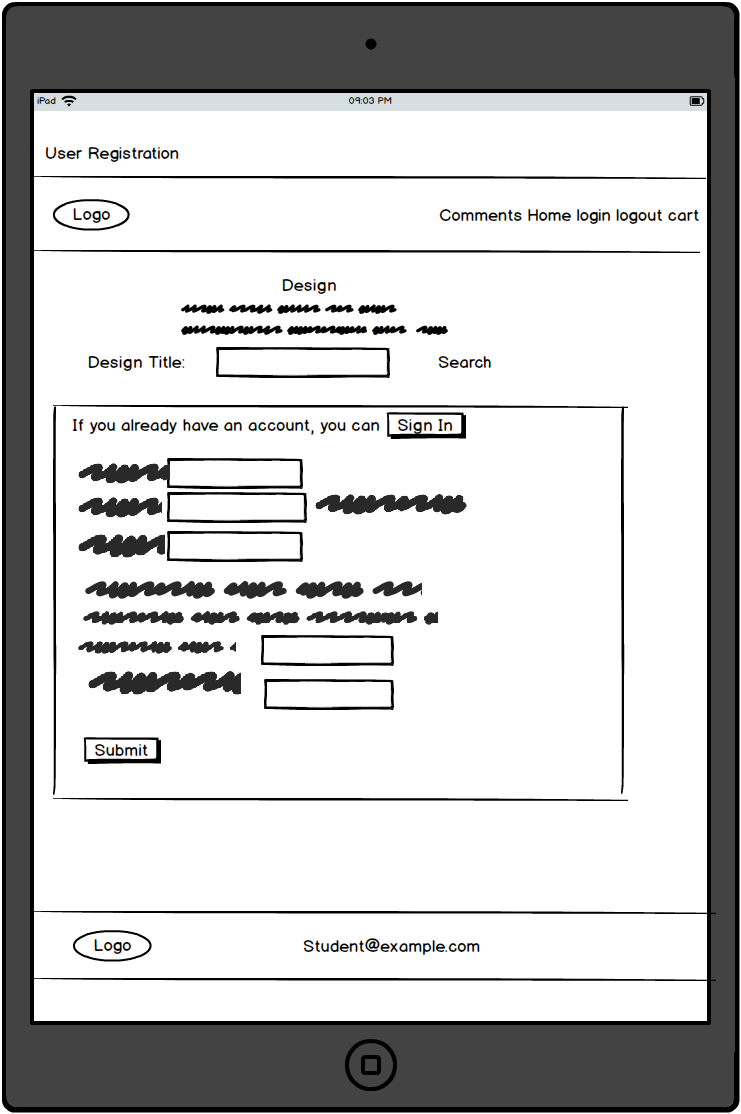 iPad 09:03 PM
User Registration
Logo Comments Home login logout cart
Design
Design Title: Search
If you already have an account, you can Sign In
Submit
Logo Student@example.com